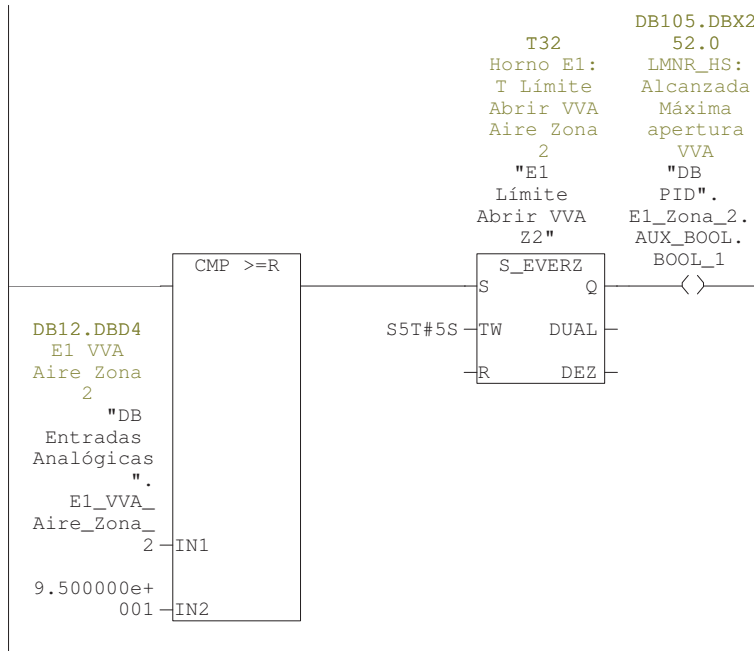 DB105.DBX2
52.0
LMNR_HS:
Alcanzada
Máxima
apertura
VVA
"DB
PID".
E1_Zona_2.
AUX_BOOL.
BOOL_1
T32
Horno E1:
T Límite
Abrir VVA
Aire Zona
2
"E1
Límite
Abrir VVA
Z2"
CMP >=R
S_EVERZ
S
Q
S5T#5S
TW
DUAL
R
DEZ
( )
DB12.DBD4
E1 VVA
Aire Zona
2
"DB
Entradas
Analógicas
".
E1_VVA_
Aire_Zona_
2
IN1
9.500000e+
001
IN2